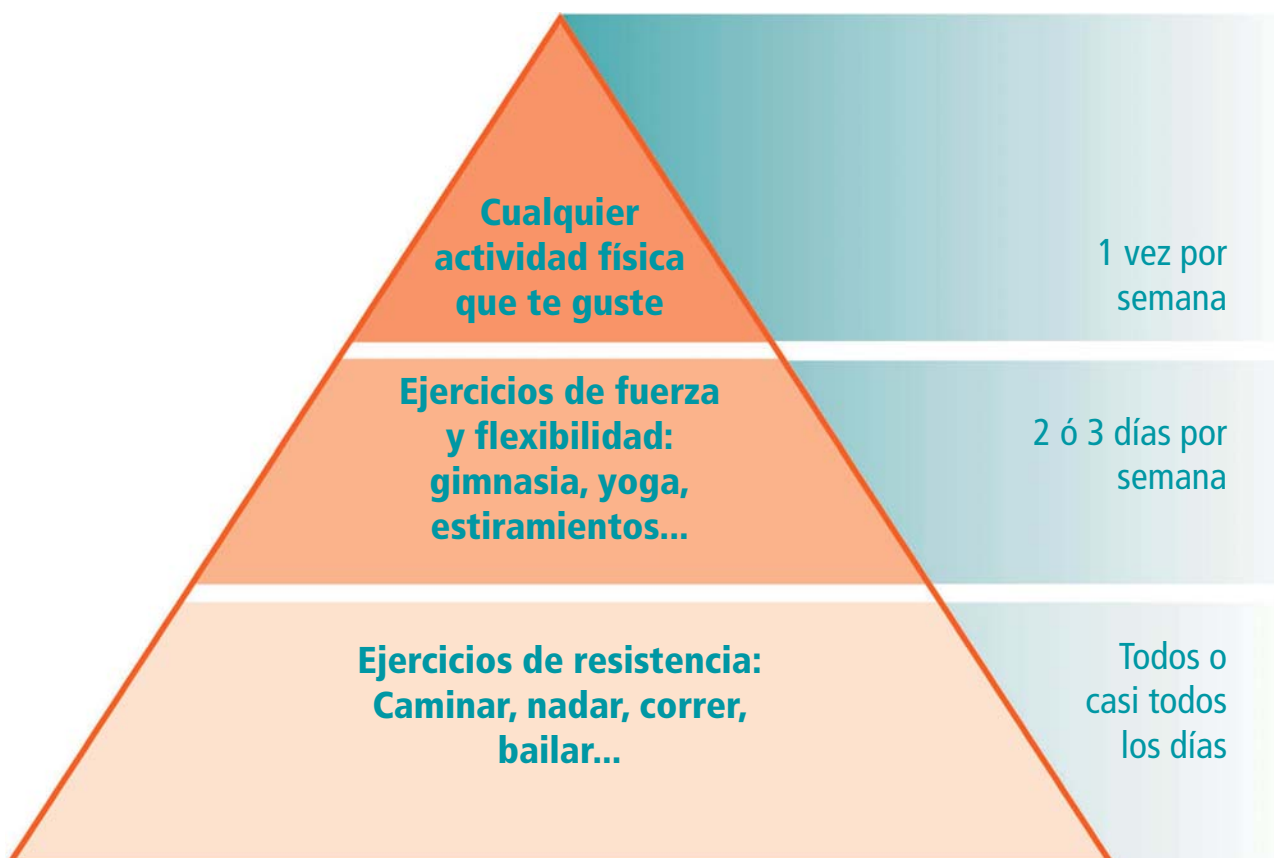 Cualquier
actividad física
que te guste
1 vez por
semana
Ejercicios de fuerza
y flexibilidad:
gimnasia, yoga,
estiramientos...
2 ó 3 días por
semana
Ejercicios de resistencia:
Caminar, nadar, correr,
bailar...
Todos o
casi todos
los días